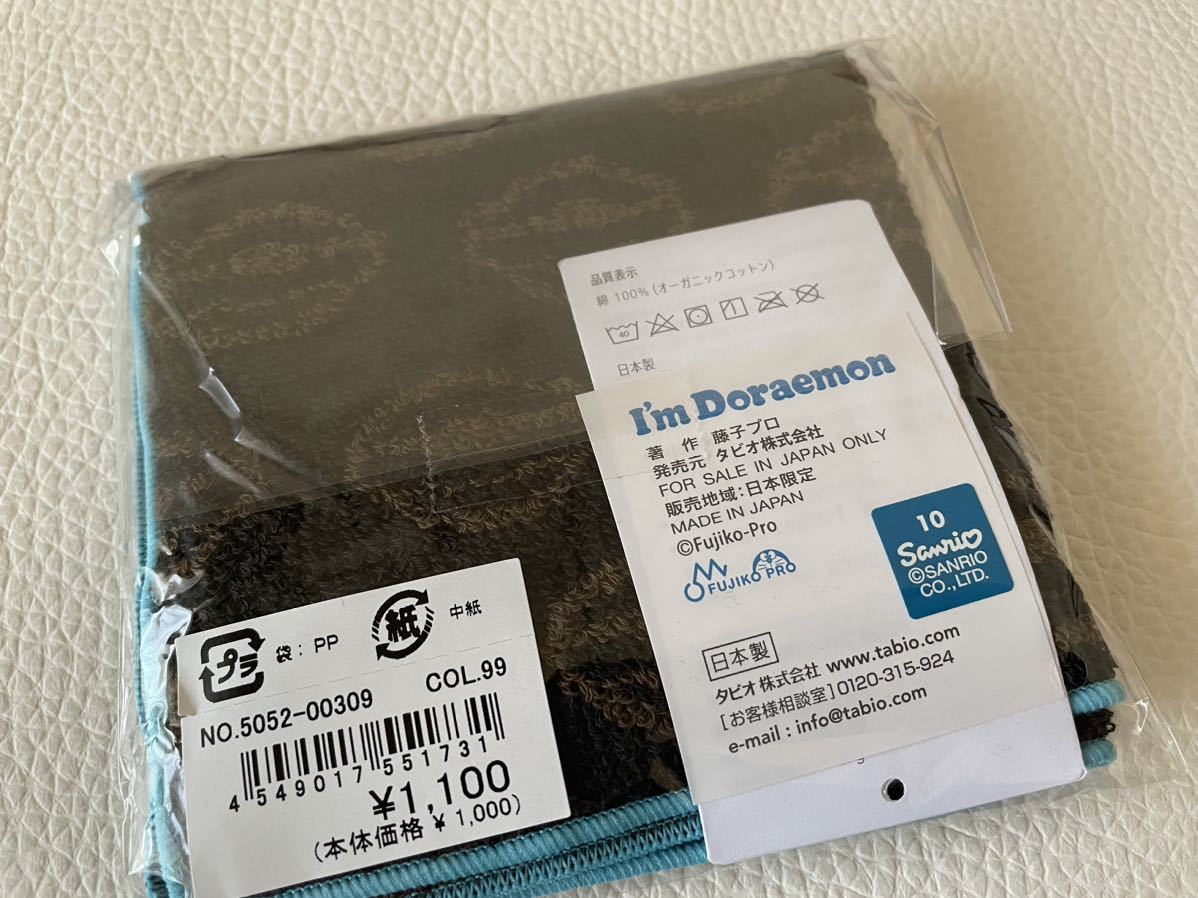 品質表示
綿 100% (オーガニックコットン)
40
日本製
I'm Doraemon
著 作 藤子プロ
発売元 タビオ株式会社
FOR SALE IN JAPAN ONLY
販売地域:日本限定
MADE IN JAPAN
©Fujiko-Pro
FUJIKO PRO
10
Sanrio
©SANRIO
CO.,LTD.
日本製
タビオ株式会社 www.tabio.com
[お客様相談室]0120-315-924
e-mail : info@tabio.com
プラ
袋: PP
紙
中紙
NO.5052-00309
COL.99
4 549017 551731
¥1,100
(本体価格 ¥ 1,000)